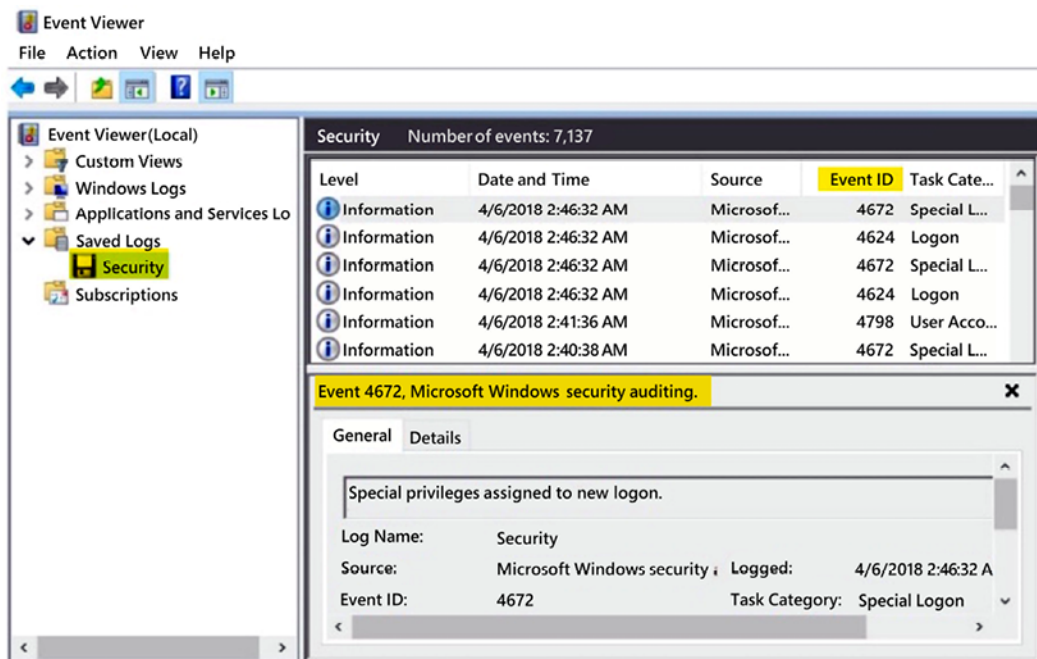 Event Viewer
File Action View Help
Event Viewer(Local)
Custom Views
Windows Logs
Applications and Services Lo
Saved Logs
Security
Subscriptions
Security Number of events: 7,137
Level Date and Time Source Event ID Task Cate...
Information 4/6/2018 2:46:32 AM Microsof... 4672 Special L...
Information 4/6/2018 2:46:32 AM Microsof... 4624 Logon
Information 4/6/2018 2:46:32 AM Microsof... 4672 Special L...
Information 4/6/2018 2:46:32 AM Microsof... 4624 Logon
Information 4/6/2018 2:41:36 AM Microsof... 4798 User Acco...
Information 4/6/2018 2:40:38 AM Microsof... 4672 Special L...
Event 4672, Microsoft Windows security auditing.
General Details
Special privileges assigned to new logon.
Log Name: Security
Source: Microsoft Windows security Logged: 4/6/2018 2:46:32 A
Event ID: 4672 Task Category: Special Logon